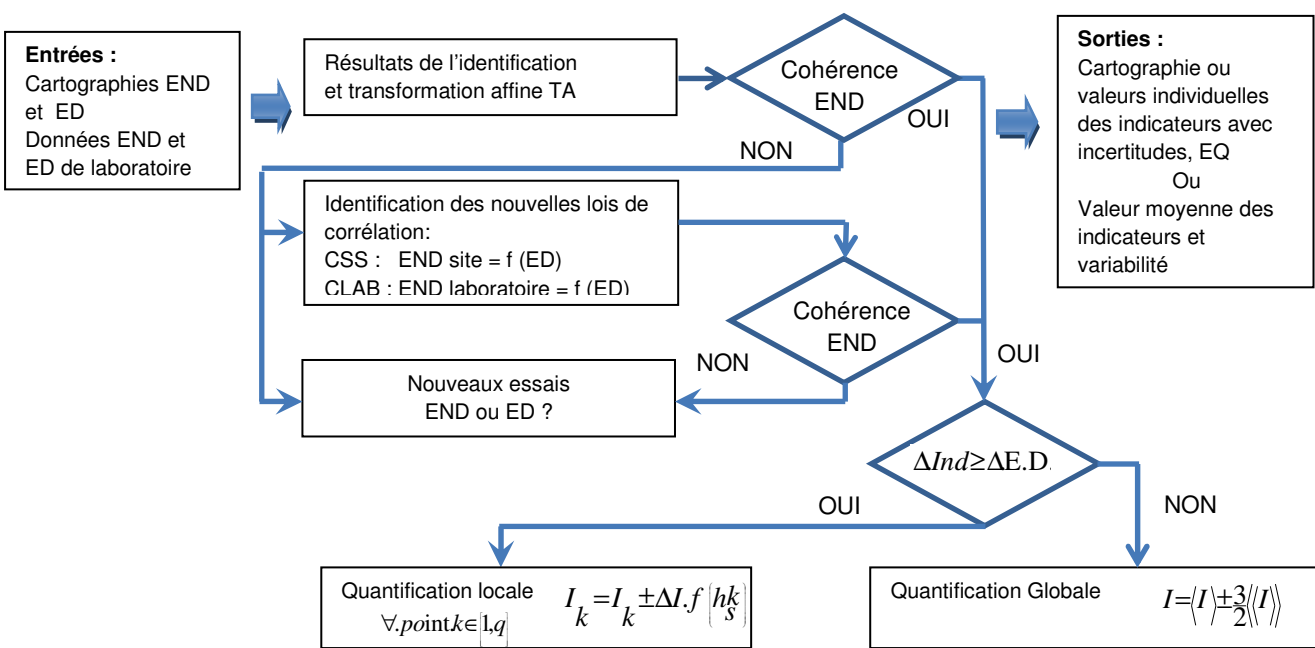 Entrées :
Cartographies END
et ED
Données END et
ED de laboratoire
Résultats de l'identification
et transformation affine TA
Cohérence
END
OUI
NON
Sorties :
Cartographie ou
valeurs individuelles
des indicateurs avec
incertitudes, EQ
Ou
Valeur moyenne des
indicateurs et
variabilité
Identification des nouvelles lois de
corrélation:
CSS : END site = f (ED)
CLAB : END laboratoire = f (ED)
Cohérence
END
NON
OUI
Nouveaux essais
END ou ED ?
ΔInd≥ΔE.D.
OUI
NON
Quantification locale
∀.point k∈[1,q]
I_k=I_k±ΔI.f(h_s^k)
Quantification Globale
I=⟨I⟩±3/2⟨⟨I⟩⟩